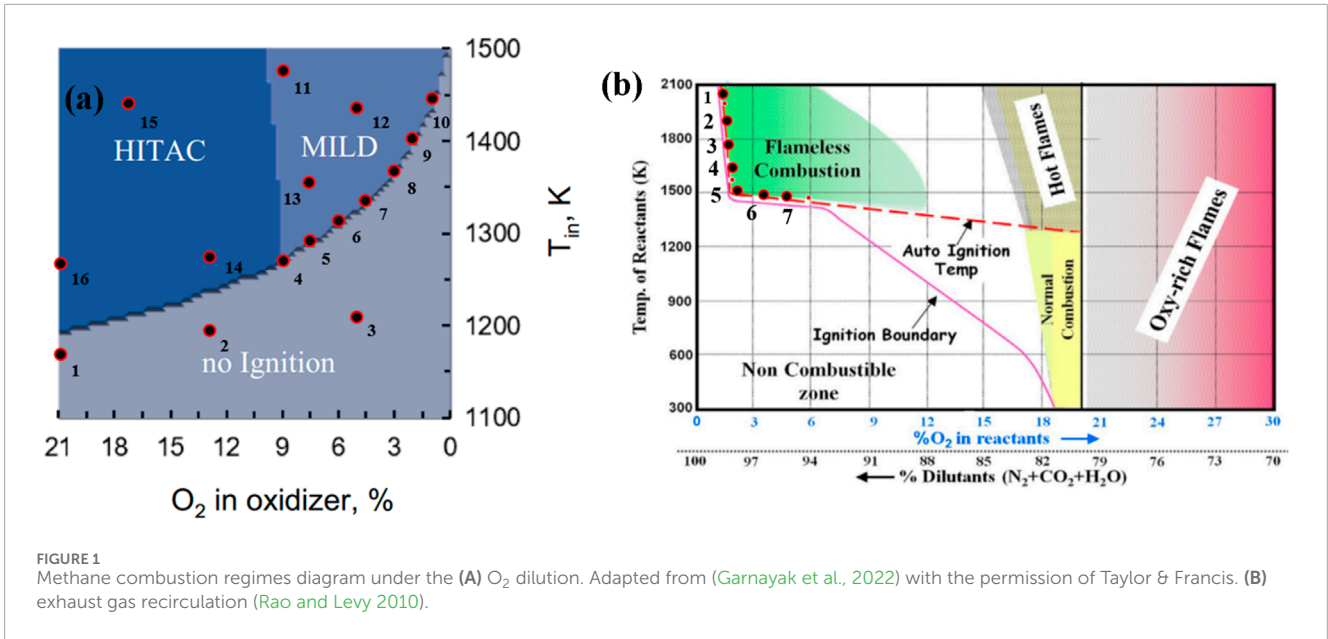 (a)
HITAC
MILD
no Ignition
1
2
3
4
5
6
7
8
9
10
11
12
13
14
15
16
1500
1400
1300
1200
1100
T_in, K
21 18 15 12 9 6 3 0
O₂ in oxidizer, %
(b)
2100
1800
1500
1200
900
600
300
Temp. of Reactants (K)
1
2
3
4
5
6
7
Flameless
Combustion
Hot Flames
Oxy-rich Flames
Auto Ignition
Temp
Normal
Combustion
Ignition Boundary
Non Combustible
zone
0 3 6 9 12 15 18 21 24 27 30
%O₂ in reactants
100 97 94 91 88 85 82 79 76 73 70
% Dilutants (N₂+CO₂+H₂O)
FIGURE 1
Methane combustion regimes diagram under the (A) O₂ dilution. Adapted from (Garnayak et al., 2022) with the permission of Taylor & Francis. (B)
exhaust gas recirculation (Rao and Levy 2010).